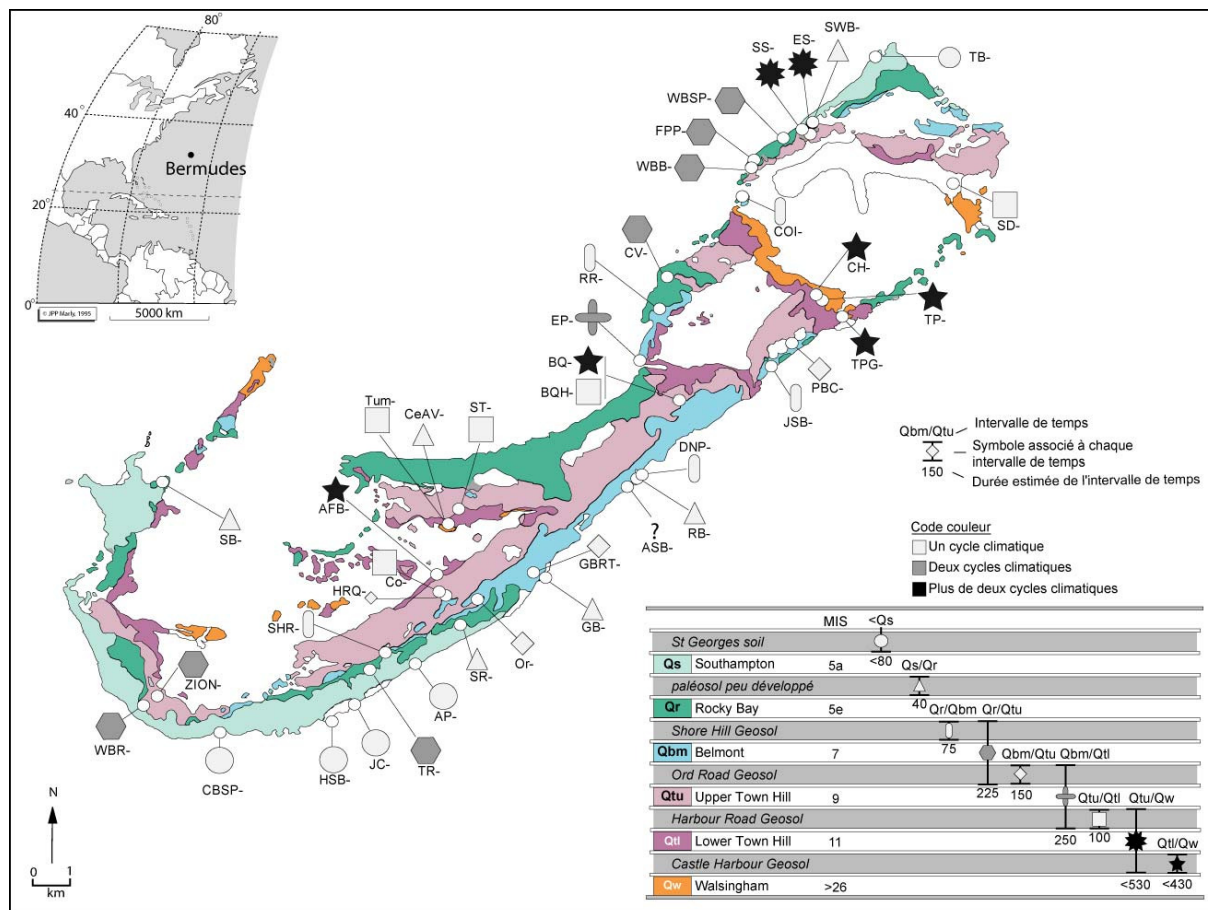 80°
40°
20°
0°
Bermudes
© JPP Marly, 1995
5000 km
SWB-
ES-
SS-
TB-
WBSP-
FPP-
WBB-
COI-
SD-
CV-
CH-
RR-
TP-
EP-
TPG-
BQ-
PBC-
BQH-
JSB-
Tum-
CeAV-
ST-
DNP-
AFB-
RB-
?
ASB-
SB-
GBRT-
Co-
HRQ-
GB-
SHR-
Or-
SR-
ZION-
AP-
WBR-
TR-
JC-
HSB-
CBSP-
N
0 1
km
Qbm/Qtu
Intervalle de temps
Symbole associé à chaque
intervalle de temps
150
Durée estimée de l'intervalle de temps
Code couleur
Un cycle climatique
Deux cycles climatiques
Plus de deux cycles climatiques
MIS <Qs
St Georges soil
<80
Qs Southampton 5a Qs/Qr
paléosol peu développé
40
Qr Rocky Bay 5e Qr/Qbm Qr/Qtu
Shore Hill Geosol
75
Qbm Belmont 7 Qbm/Qtu Qbm/Qtl
Ord Road Geosol
225 150
Qtu Upper Town Hill 9 Qtu/Qtl Qtu/Qw
Harbour Road Geosol
250 100
Qtl Lower Town Hill 11 Qtl/Qw
Castle Harbour Geosol
<530 <430
Qw Walsingham >26